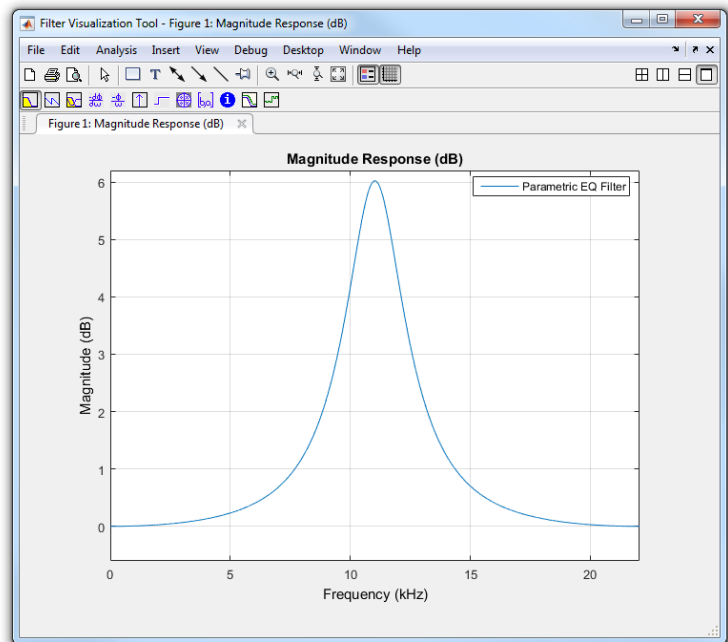 Filter Visualization Tool - Figure 1: Magnitude Response (dB)
File Edit Analysis Insert View Debug Desktop Window Help
Figure 1: Magnitude Response (dB)
Magnitude Response (dB)
Parametric EQ Filter
6
5
4
3
2
1
0
Magnitude (dB)
0 5 10 15 20
Frequency (kHz)